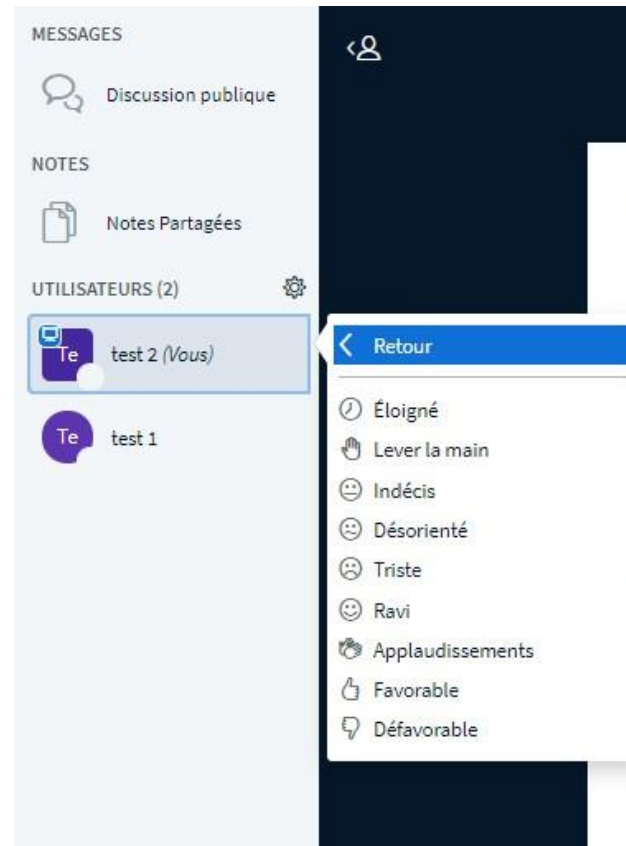 MESSAGES
Discussion publique
NOTES
Notes Partagées
UTILISATEURS (2)
Te
test 2 (Vous)
Te
test 1
Retour
Éloigné
Lever la main
Indécis
Désorienté
Triste
Ravi
Applaudissements
Favorable
Défavorable